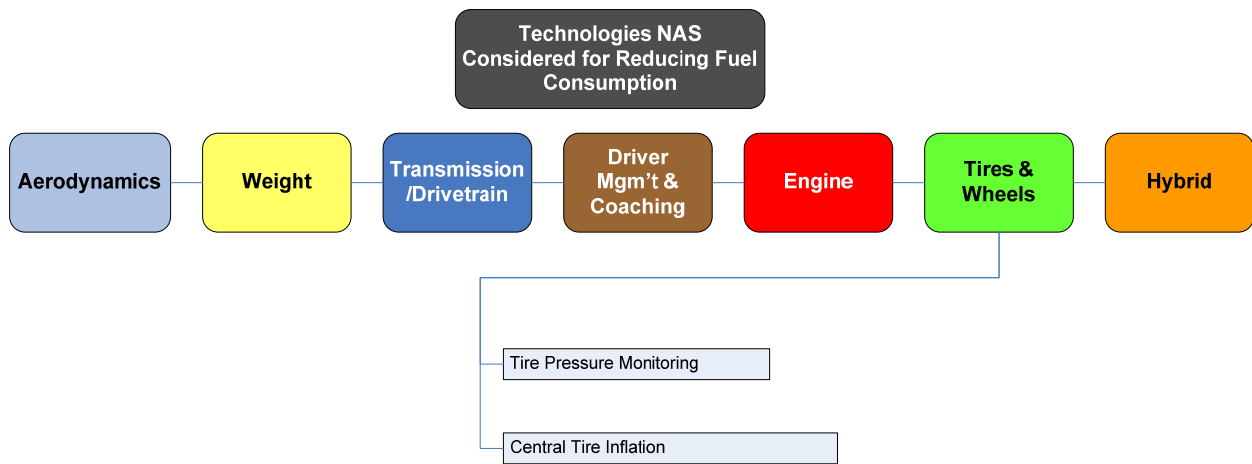 Technologies NAS
Considered for Reducing Fuel
Consumption
Aerodynamics
Weight
Transmission
/Drivetrain
Driver
Mgm't &
Coaching
Engine
Tires &
Wheels
Hybrid
Tire Pressure Monitoring
Central Tire Inflation